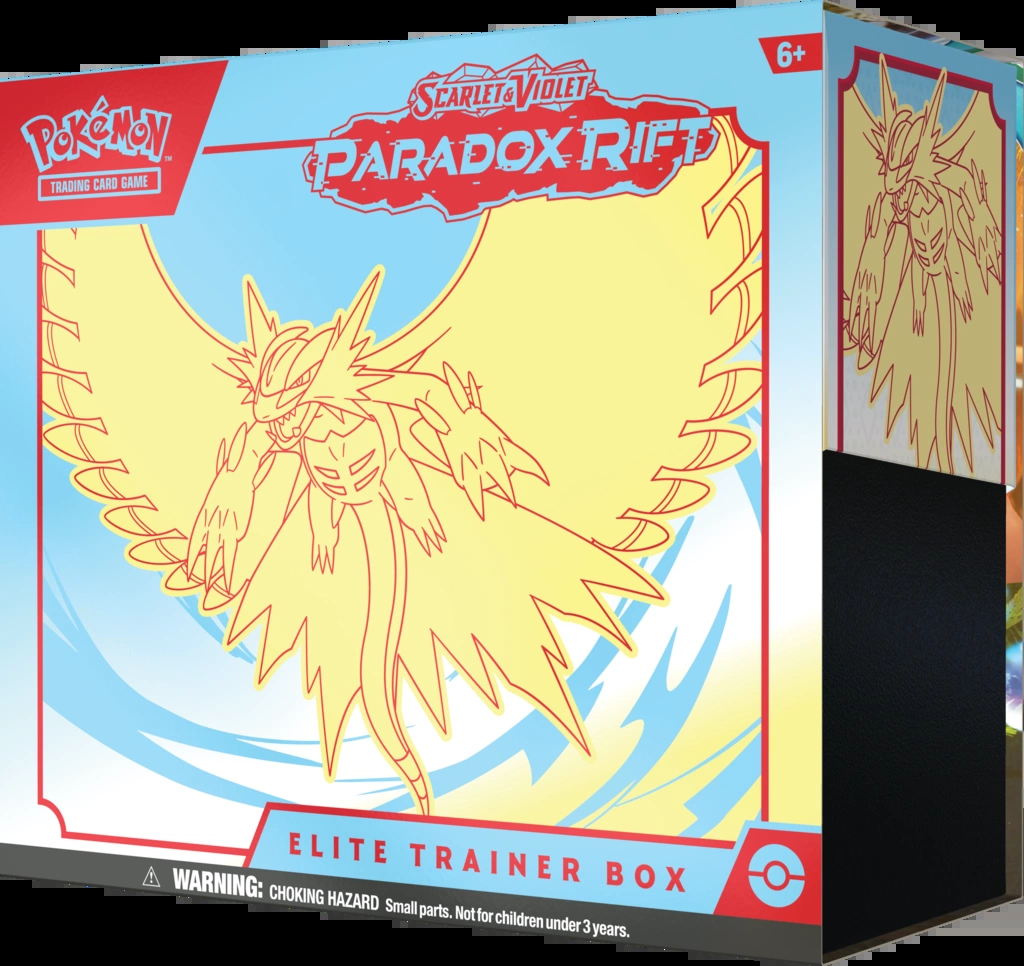 POKéMON™
TRADING CARD GAME
SCARLET & VIOLET
PARADOX RIFT
6+
ELITE TRAINER BOX
WARNING: CHOKING HAZARD Small parts. Not for children under 3 years.